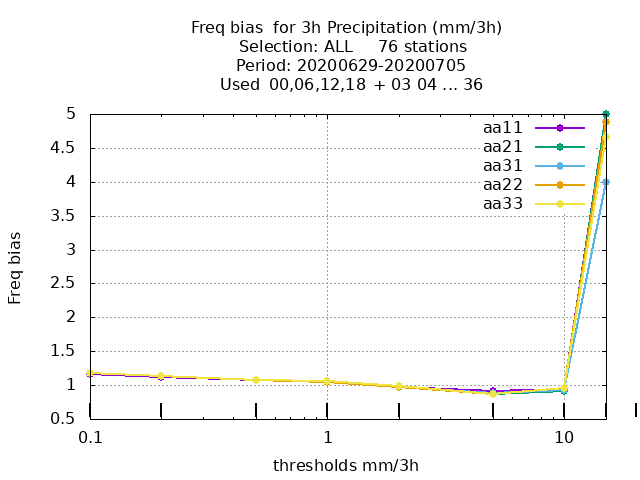 Freq bias  for 3h Precipitation (mm/3h)
Selection: ALL     76 stations
Period: 20200629-20200705
Used  00,06,12,18  + 03 04 ... 36
5
4.5
4
3.5
3
2.5
2
1.5
1
0.5
Freq bias
aa11
aa21
aa31
aa22
aa33
0.1 1 10
thresholds mm/3h